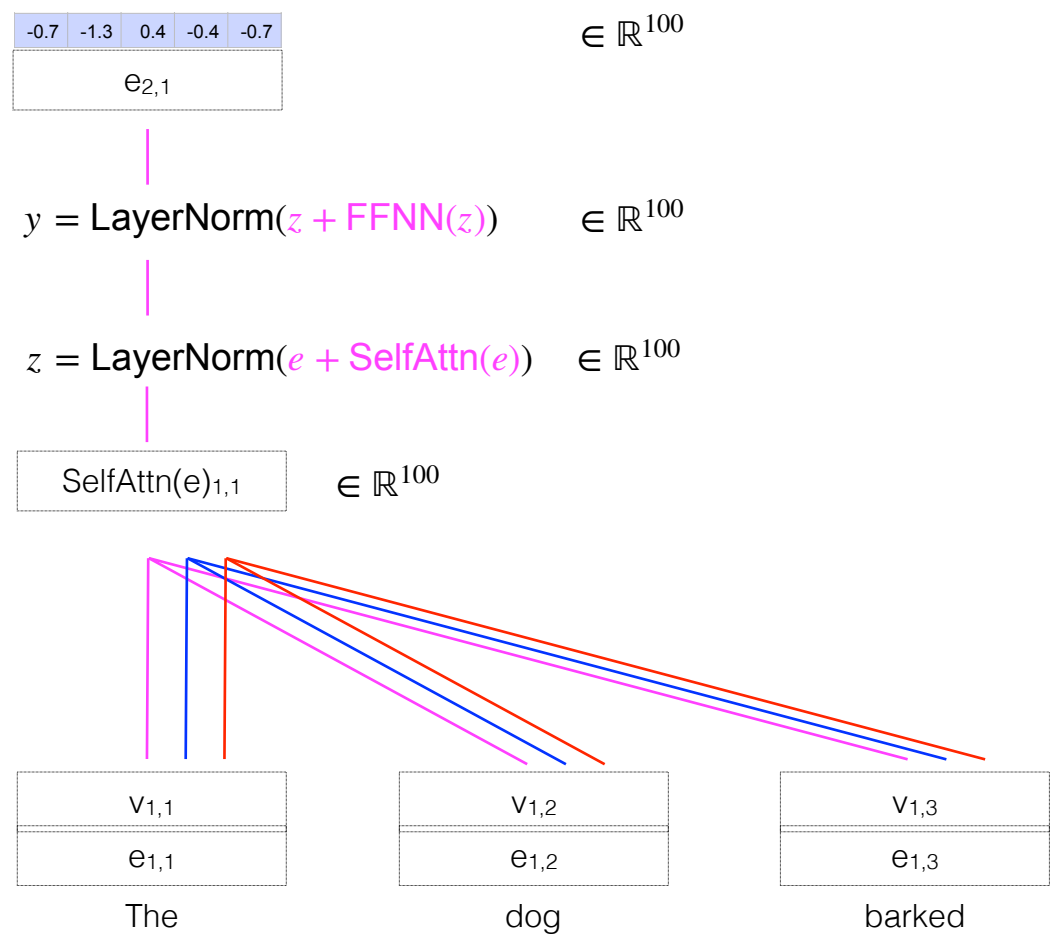 -0.7 -1.3 0.4 -0.4 -0.7 ∈ ℝ¹⁰⁰
e₂,₁
y = LayerNorm(z + FFNN(z)) ∈ ℝ¹⁰⁰
z = LayerNorm(e + SelfAttn(e)) ∈ ℝ¹⁰⁰
SelfAttn(e)₁,₁ ∈ ℝ¹⁰⁰
v₁,₁ v₁,₂ v₁,₃
e₁,₁ e₁,₂ e₁,₃
The dog barked